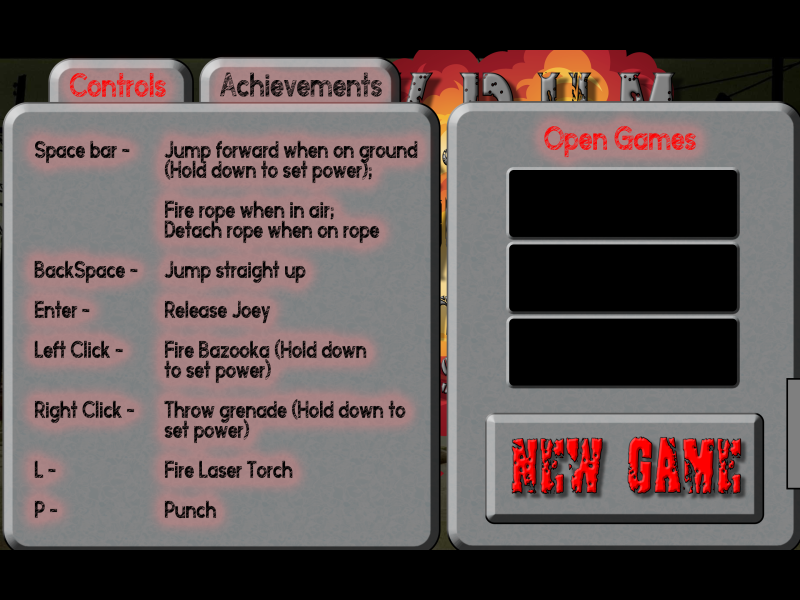 Controls
Achievements
Space bar - Jump forward when on ground
(Hold down to set power);
Fire rope when in air;
Detach rope when on rope
BackSpace - Jump straight up
Enter - Release Joey
Left Click - Fire Bazooka (Hold down
to set power)
Right Click - Throw grenade (Hold down to
set power)
L - Fire Laser Torch
P - Punch
Open Games
NEW GAME